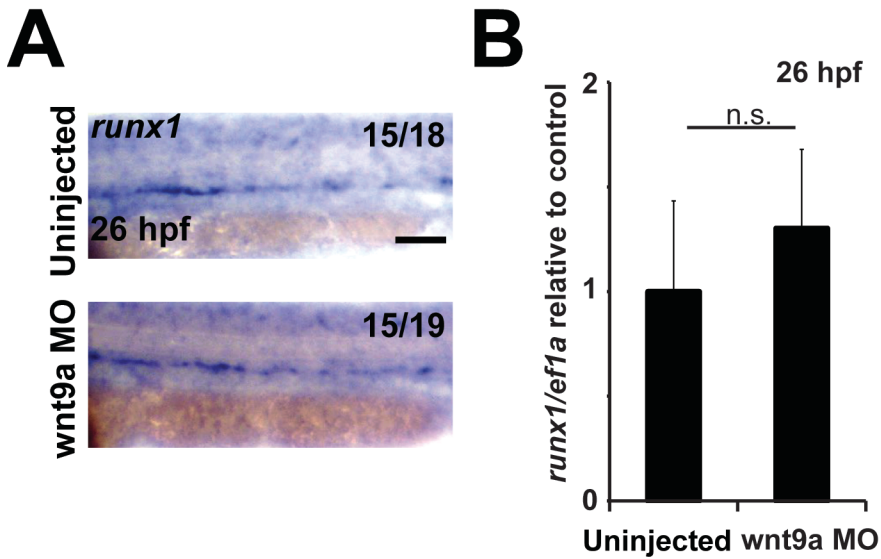 A
Uninjected
runx1
15/18
26 hpf
wnt9a MO
15/19
B
26 hpf
runx1/ef1a relative to control
2
n.s.
1
0
Uninjected wnt9a MO